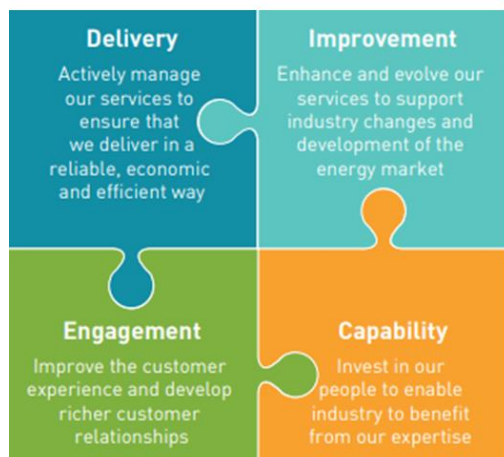 Delivery
Actively manage
our services to
ensure that
we deliver in a
reliable, economic
and efficient way
Improvement
Enhance and evolve our
services to support
industry changes and
development of the
energy market
Engagement
Improve the customer
experience and develop
richer customer
relationships
Capability
Invest in our
people to enable
industry to benefit
from our expertise